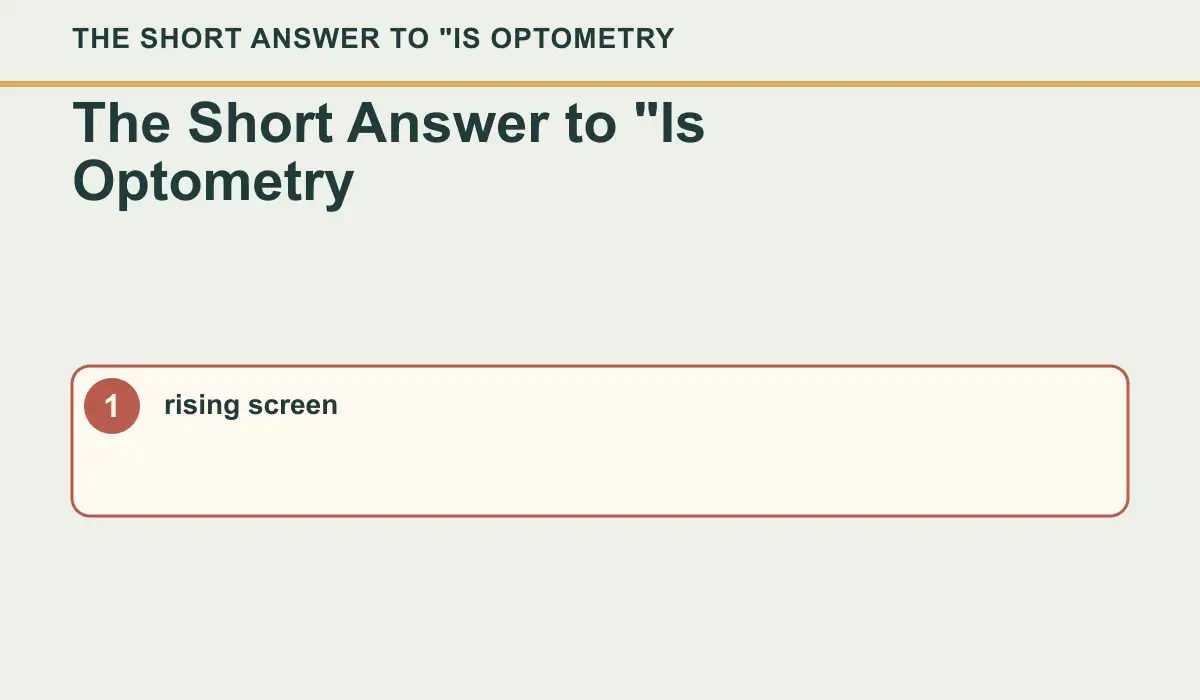 THE SHORT ANSWER TO "IS OPTOMETRY
The Short Answer to "Is
Optometry
1 rising screen